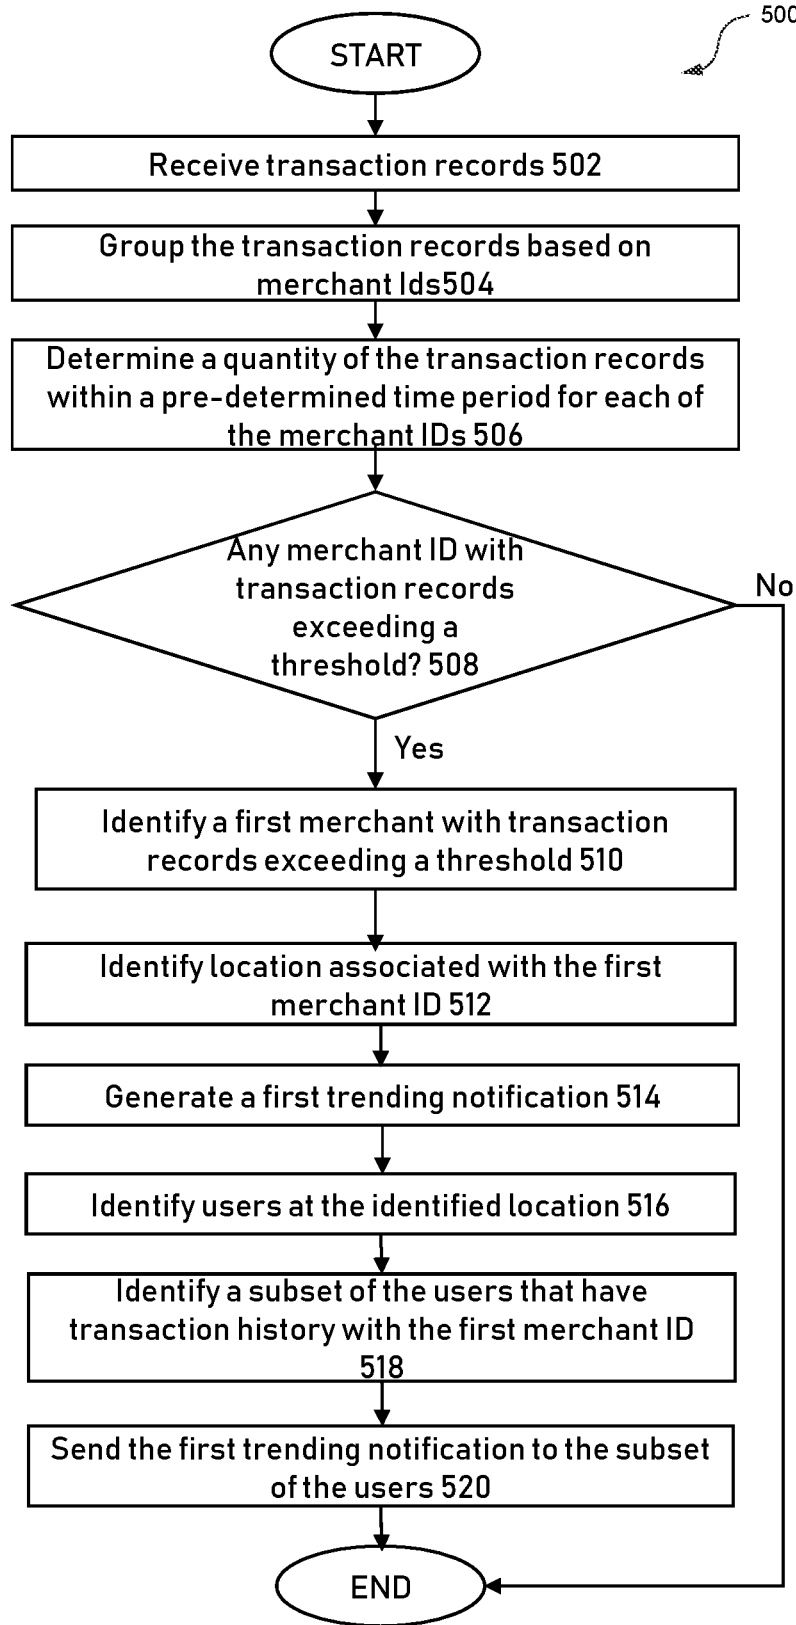 500
START
Receive transaction records 502
Group the transaction records based on
merchant Ids504
Determine a quantity of the transaction records
within a pre-determined time period for each of
the merchant IDs 506
Any merchant ID with
transaction records
exceeding a
threshold? 508
No
Yes
Identify a first merchant with transaction
records exceeding a threshold 510
Identify location associated with the first
merchant ID 512
Generate a first trending notification 514
Identify users at the identified location 516
Identify a subset of the users that have
transaction history with the first merchant ID
518
Send the first trending notification to the subset
of the users 520
END